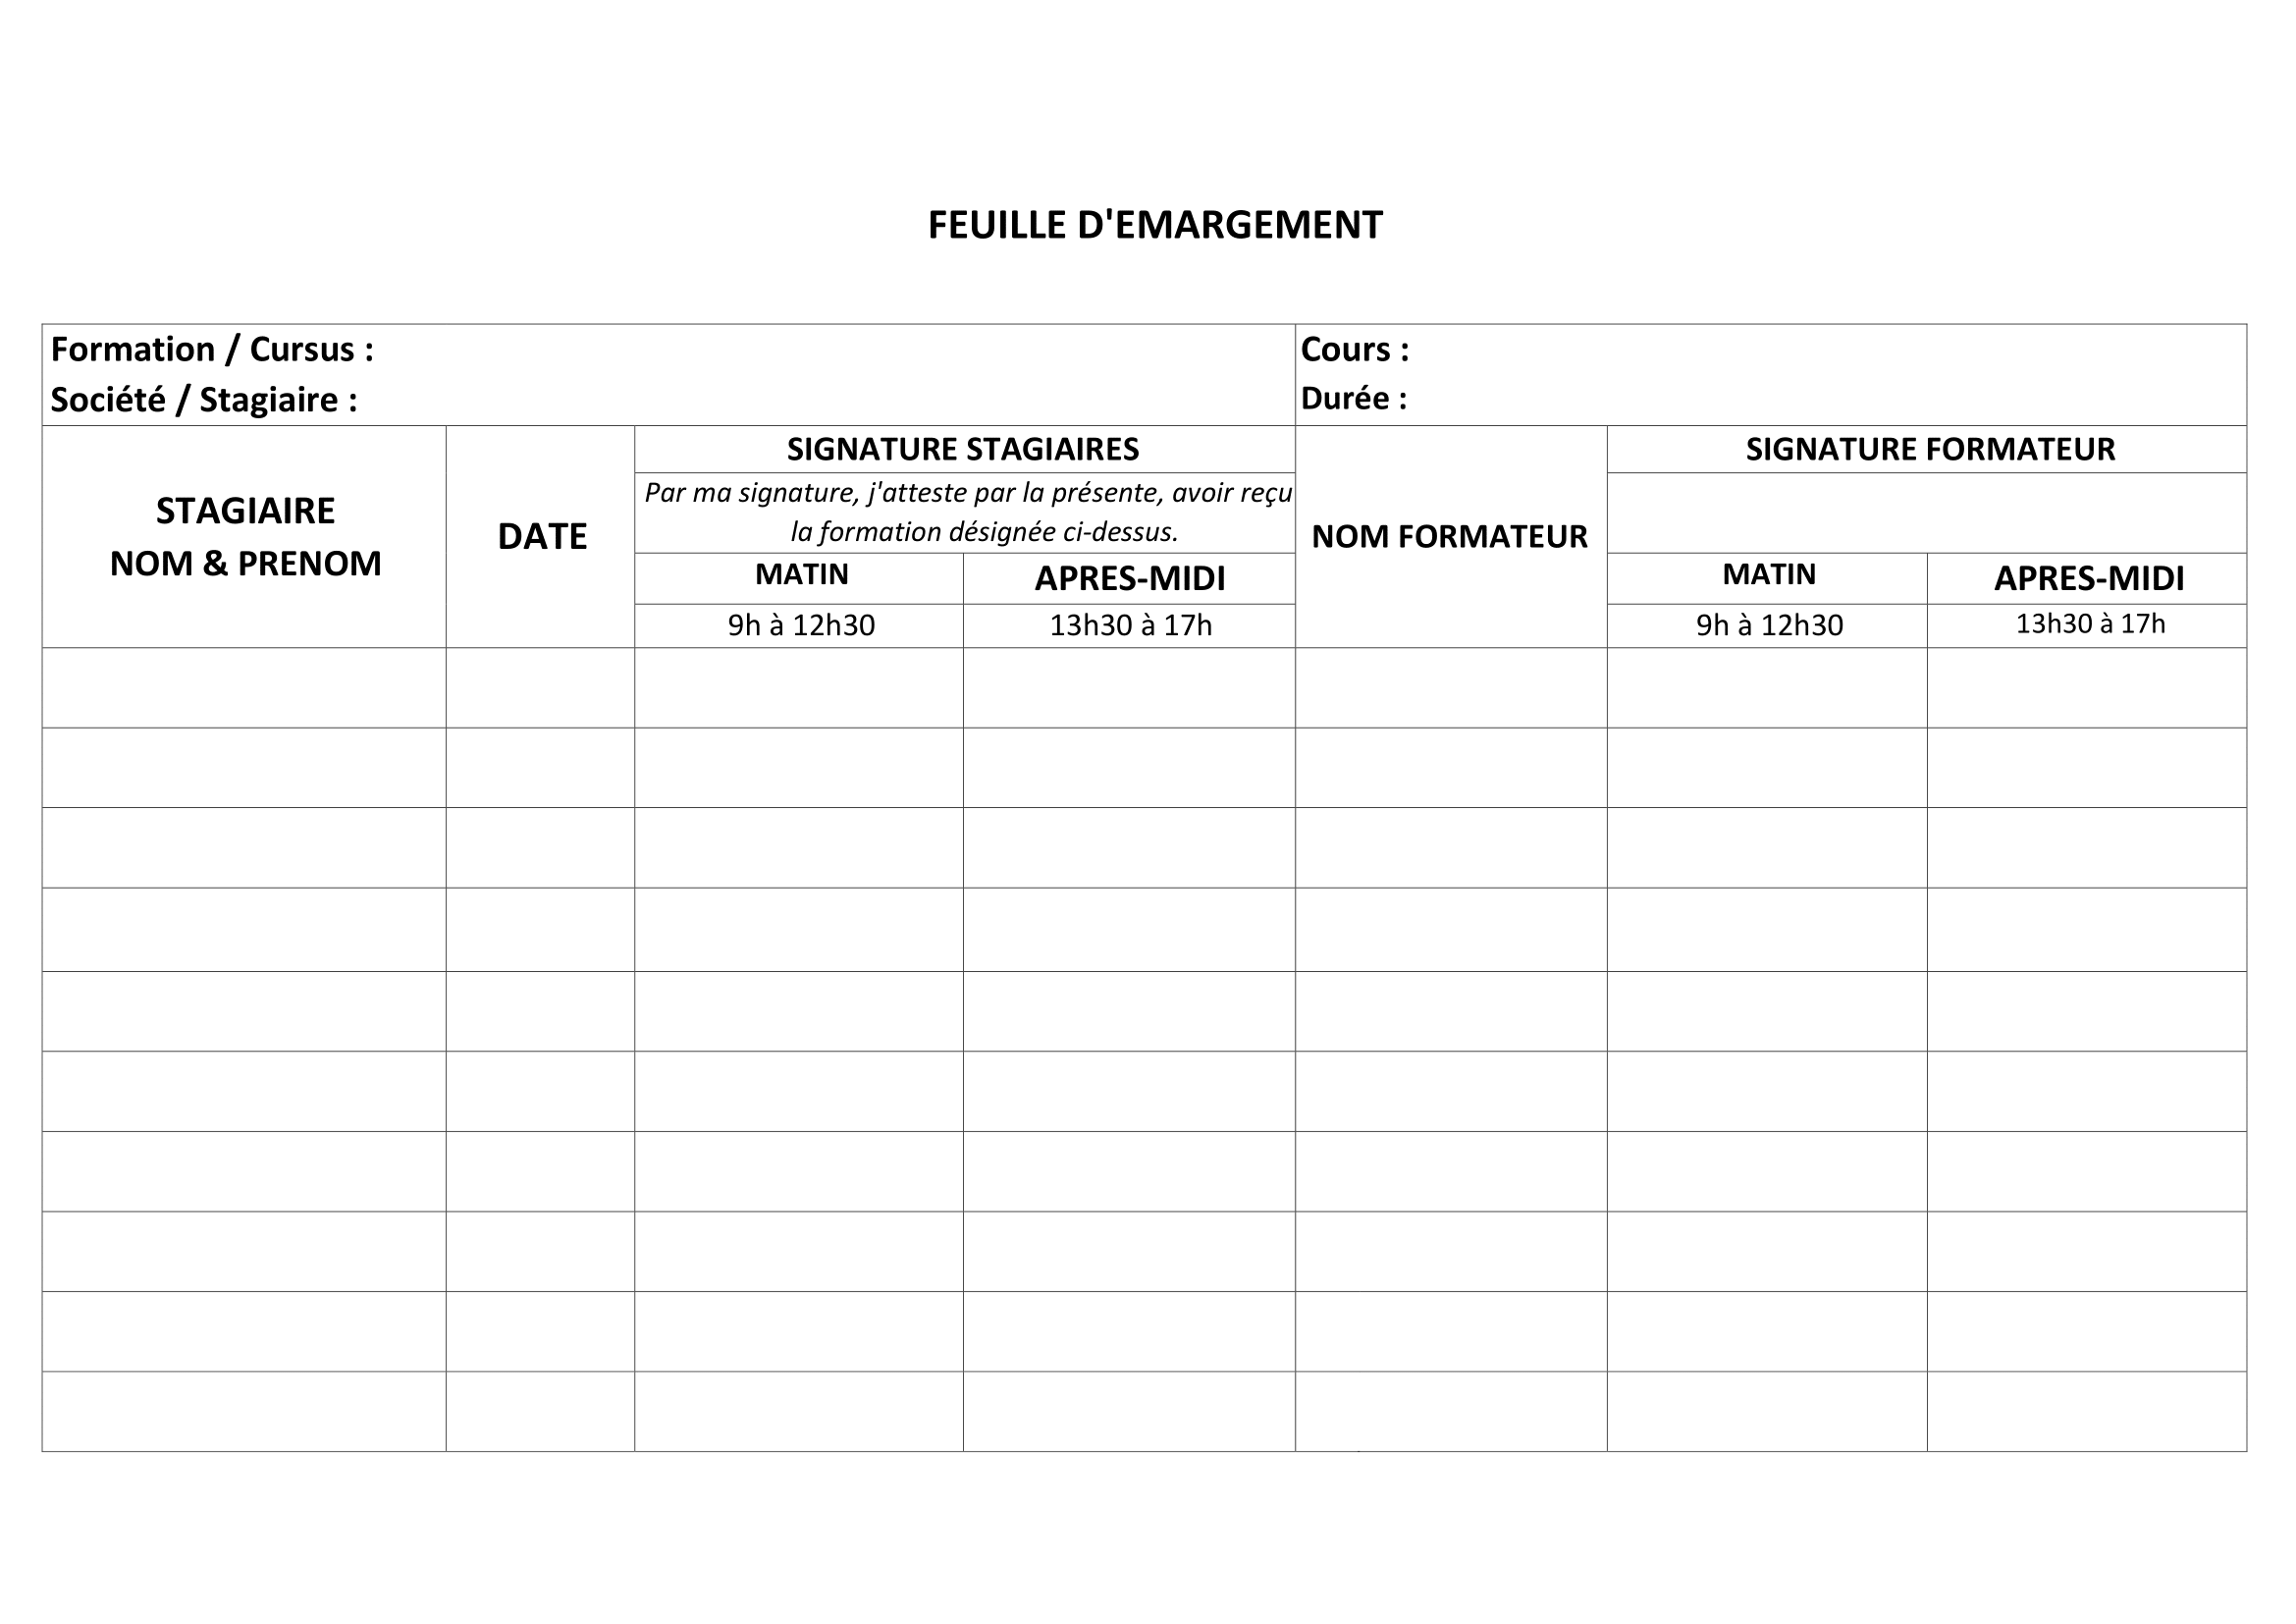 FEUILLE D'EMARGEMENT
Formation / Cursus :
Société / Stagiaire :
Cours :
Durée :
STAGIAIRE
NOM & PRENOM
DATE
SIGNATURE STAGIAIRES
Par ma signature, j'atteste par la présente, avoir reçu
la formation désignée ci-dessus.
MATIN
APRES-MIDI
9h à 12h30
13h30 à 17h
NOM FORMATEUR
SIGNATURE FORMATEUR
MATIN
APRES-MIDI
9h à 12h30
13h30 à 17h